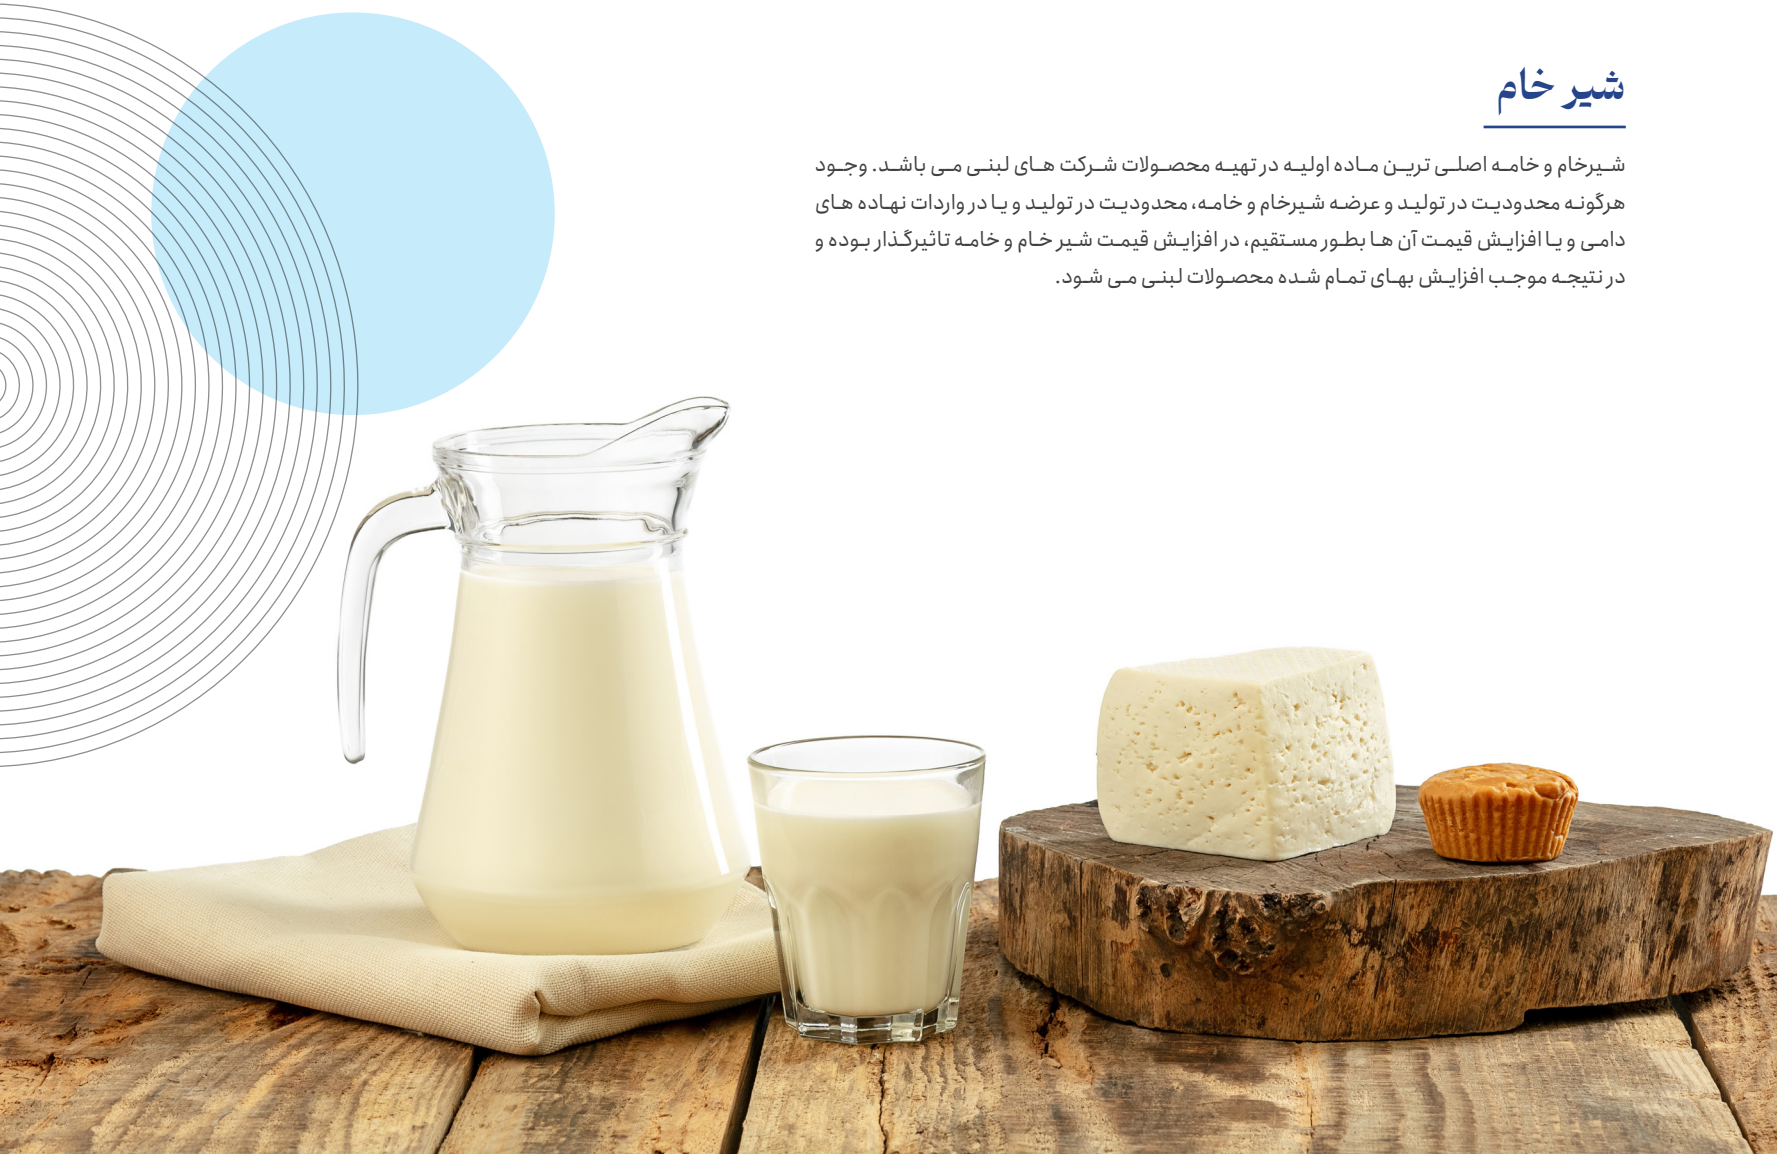 شیر خام
شیرخام و خامه اصلی ترین ماده اولیه در تهیه محصولات شرکت های لبنی می باشد. وجود
هرگونه محدودیت در تولید و عرضه شیرخام و خامه، محدودیت در تولید و یا در واردات نهاده های
دامی و یا افزایش قیمت آن ها بطور مستقیم، در افزایش قیمت شیر خام و خامه تاثیرگذار بوده و
در نتیجه موجب افزایش بهای تمام شده محصولات لبنی می شود.